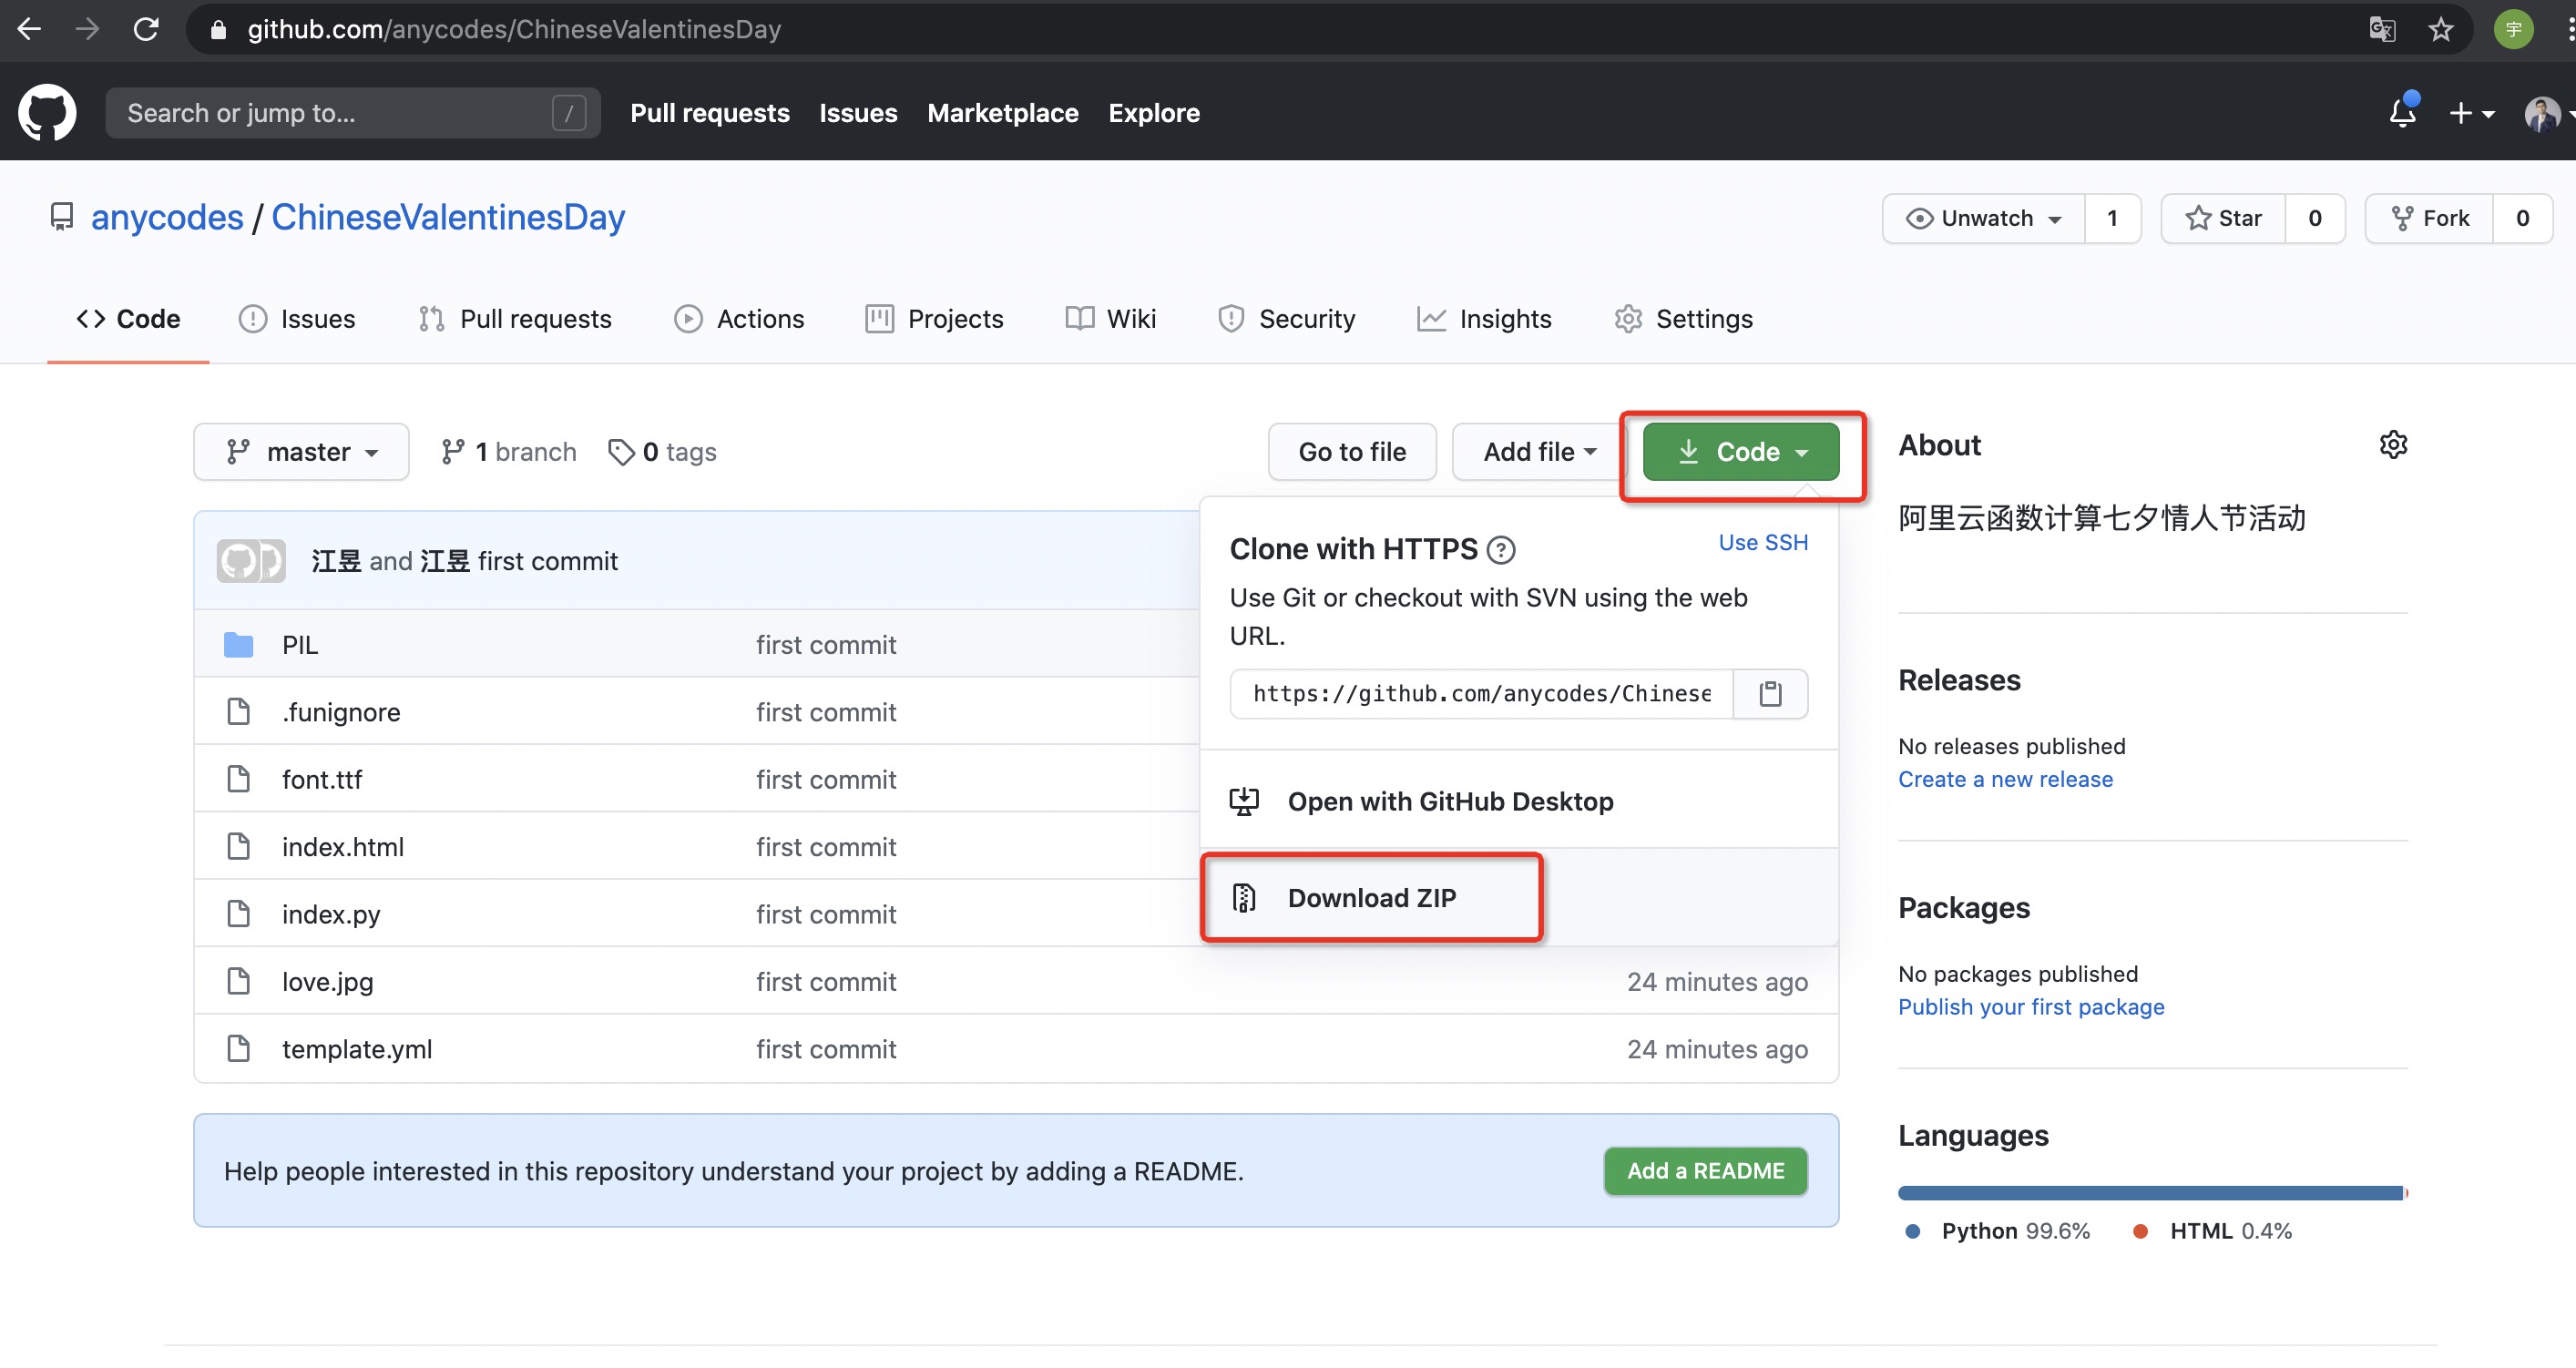 github.com/anycodes/ChineseValentinesDay
宇
Search or jump to... /
Pull requests Issues Marketplace Explore
anycodes / ChineseValentinesDay
Unwatch 1 Star 0 Fork 0
Code Issues Pull requests Actions Projects Wiki Security Insights Settings
master 1 branch 0 tags Go to file Add file Code
江昱 and 江昱 first commit
PIL first commit
.funignore first commit
font.ttf first commit
index.html first commit
index.py first commit
love.jpg first commit 24 minutes ago
template.yml first commit 24 minutes ago
Clone with HTTPS ? Use SSH
Use Git or checkout with SVN using the web
URL.
https://github.com/anycodes/Chinese
Open with GitHub Desktop
Download ZIP
Help people interested in this repository understand your project by adding a README. Add a README
About
阿里云函数计算七夕情人节活动
Releases
No releases published
Create a new release
Packages
No packages published
Publish your first package
Languages
Python 99.6% HTML 0.4%